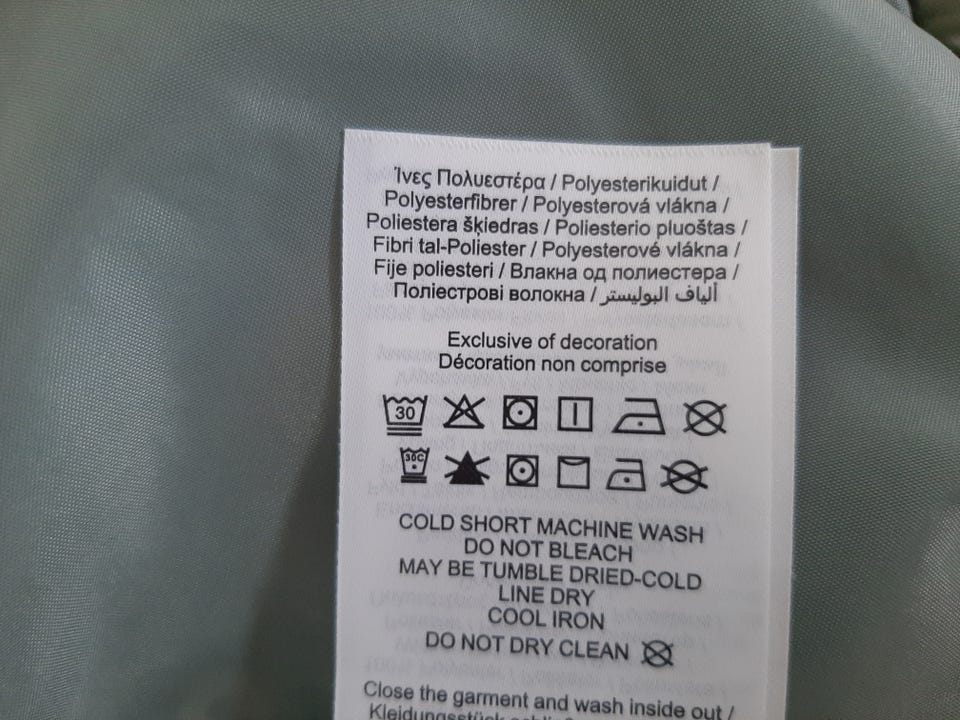 Ίνες Πολυεστέρα / Polyesterikuidut /
Polyesterfibrer / Polyesterová vlákna /
Poliestera šķiedras / Poliesterio pluoštas /
Fibri tal-Poliester / Polyesterové vlákna /
Fije poliesteri / Влакна од полиестера /
Поліестрові волокна / ألياف البوليستر
Exclusive of decoration
Décoration non comprise
30
30C
COLD SHORT MACHINE WASH
DO NOT BLEACH
MAY BE TUMBLE DRIED-COLD
LINE DRY
COOL IRON
DO NOT DRY CLEAN
Close the garment and wash inside out /